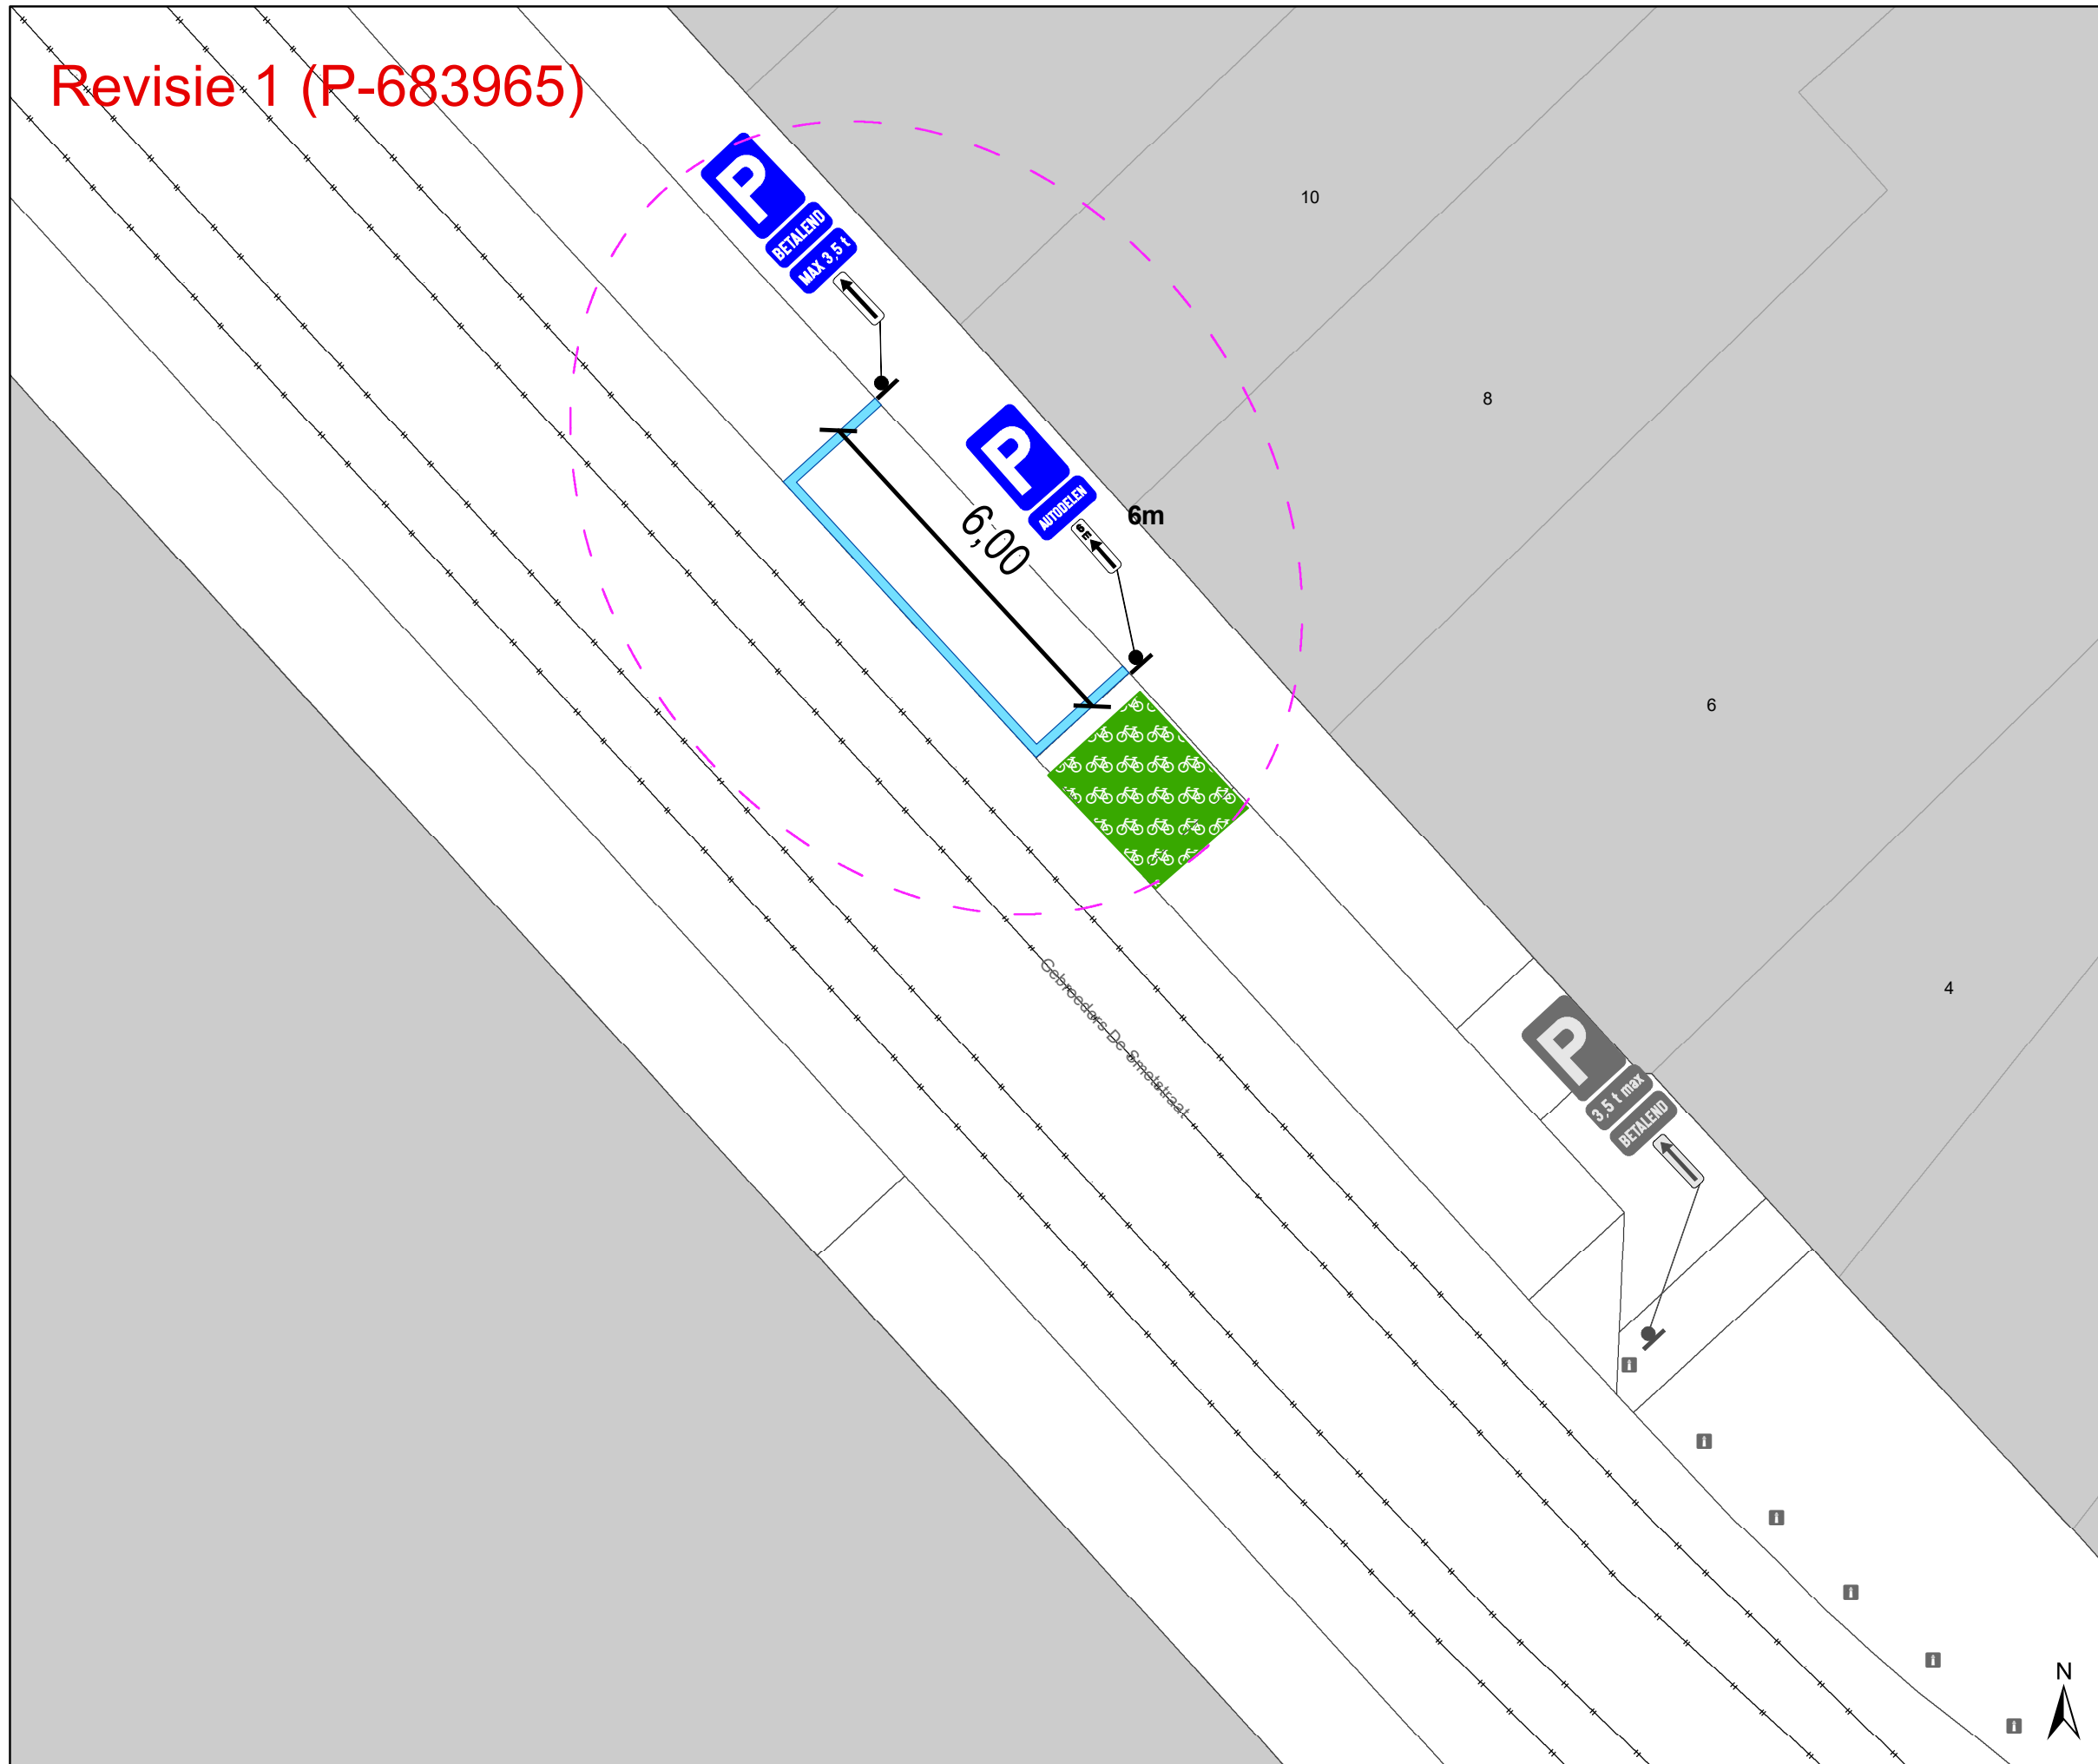 Revisie 1 (P-683965)
P
BETALEND
MAX 3,5 t
10
8
P
AUTODELEN
6m
6m
6,00
6
Gebroeders De Smetstraat
4
P
3,5 t max
BETALEND
N